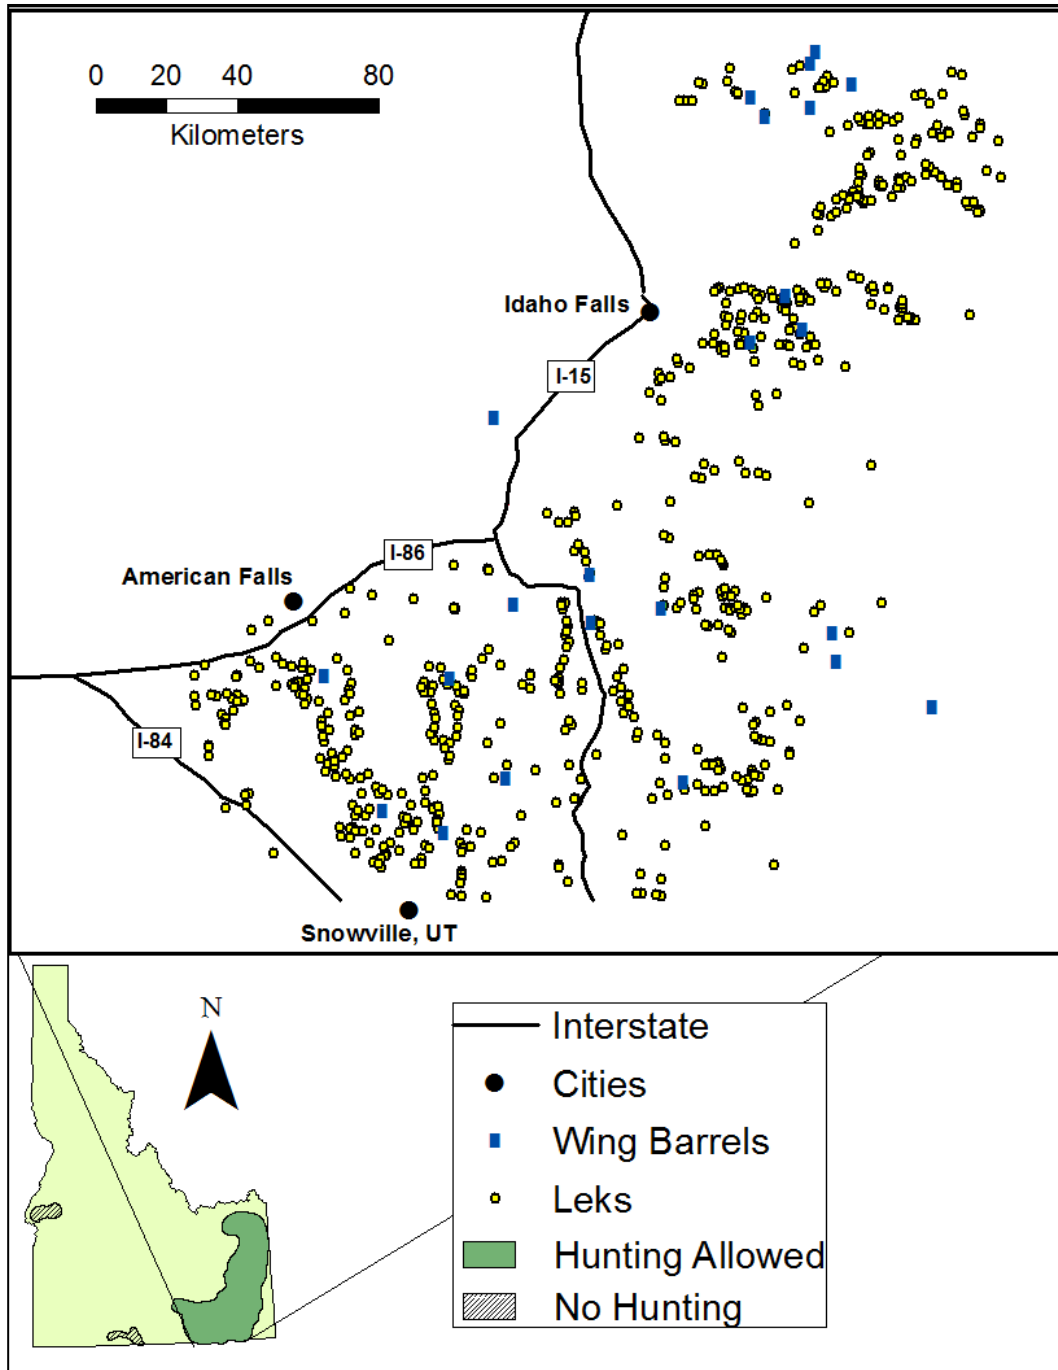 0 20 40 80
Kilometers
Idaho Falls
I-15
I-86
American Falls
I-84
Snowville, UT
N
Interstate
Cities
Wing Barrels
Leks
Hunting Allowed
No Hunting